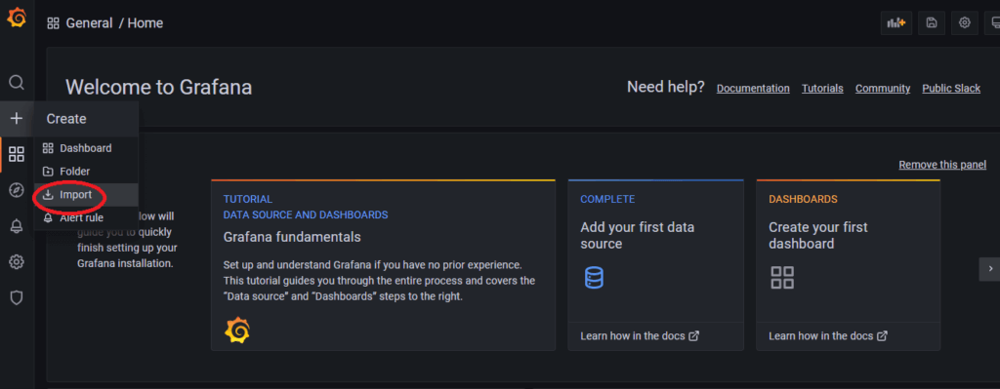 General / Home
Welcome to Grafana
Need help? Documentation Tutorials Community Public Slack
Create
Dashboard
Folder
Import
Alert rule
Remove this panel
low will
guide you to quickly
finish setting up your
Grafana installation.
TUTORIAL
DATA SOURCE AND DASHBOARDS
Grafana fundamentals
Set up and understand Grafana if you have no prior experience.
This tutorial guides you through the entire process and covers the
“Data source” and “Dashboards” steps to the right.
COMPLETE
Add your first data
source
Learn how in the docs
DASHBOARDS
Create your first
dashboard
Learn how in the docs